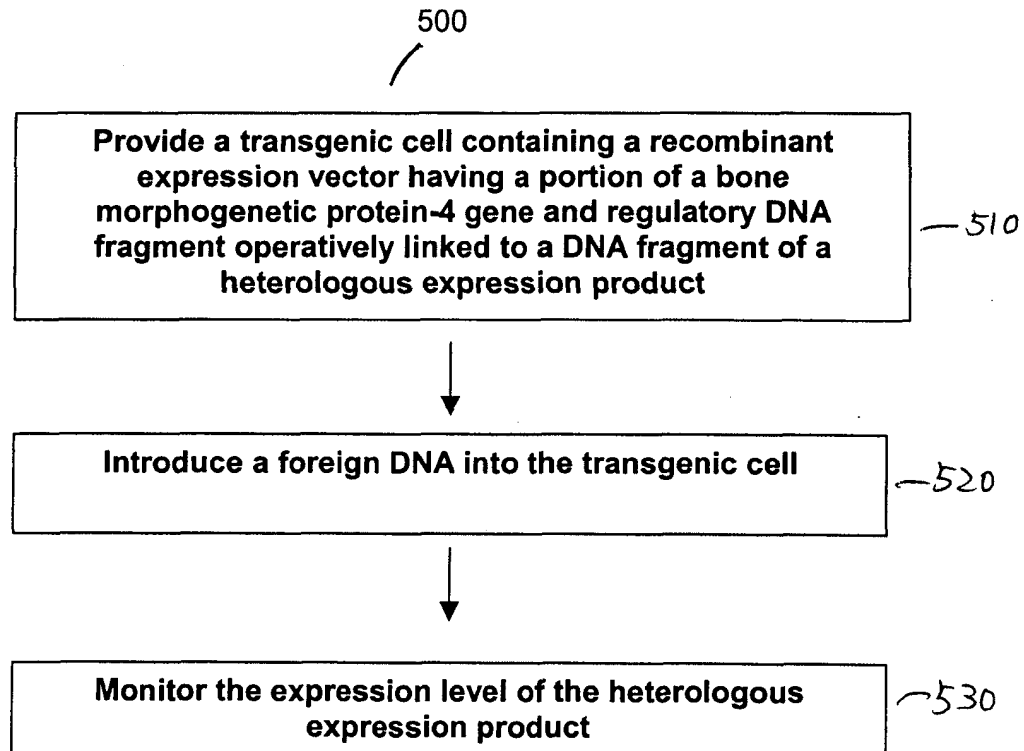 500
Provide a transgenic cell containing a recombinant
expression vector having a portion of a bone
morphogenetic protein-4 gene and regulatory DNA
fragment operatively linked to a DNA fragment of a
heterologous expression product
510
Introduce a foreign DNA into the transgenic cell
520
Monitor the expression level of the heterologous
expression product
530